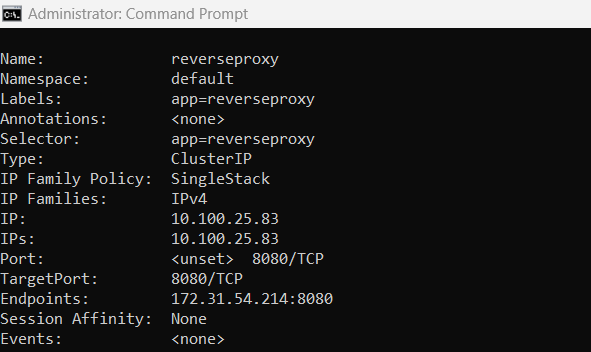 Administrator: Command Prompt
Name: reverseproxy
Namespace: default
Labels: app=reverseproxy
Annotations: <none>
Selector: app=reverseproxy
Type: ClusterIP
IP Family Policy: SingleStack
IP Families: IPv4
IP: 10.100.25.83
IPs: 10.100.25.83
Port: <unset> 8080/TCP
TargetPort: 8080/TCP
Endpoints: 172.31.54.214:8080
Session Affinity: None
Events: <none>